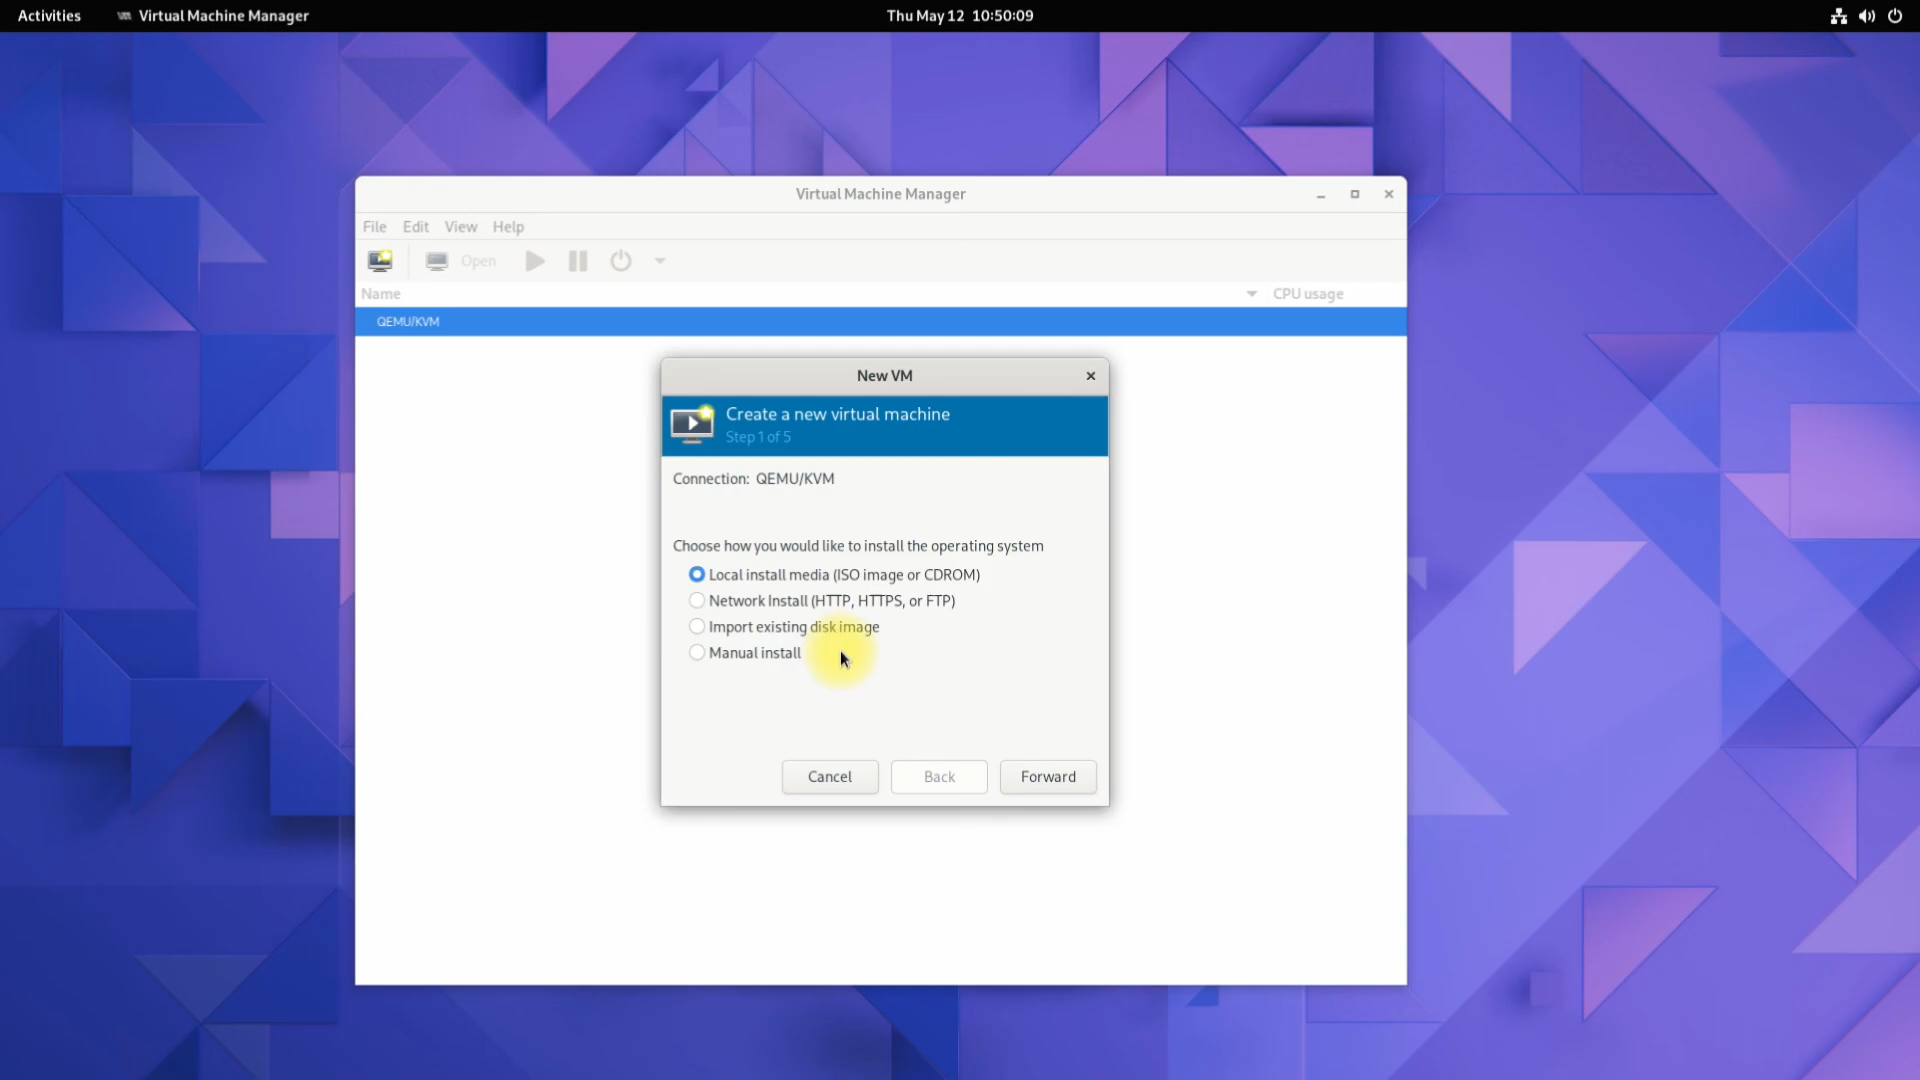 Activities Virtual Machine Manager Thu May 12 10:50:09
Virtual Machine Manager
File Edit View Help
Open
Name CPU usage
QEMU/KVM
New VM
Create a new virtual machine
Step 1 of 5
Connection: QEMU/KVM
Choose how you would like to install the operating system
Local install media (ISO image or CDROM)
Network Install (HTTP, HTTPS, or FTP)
Import existing disk image
Manual install
Cancel Back Forward